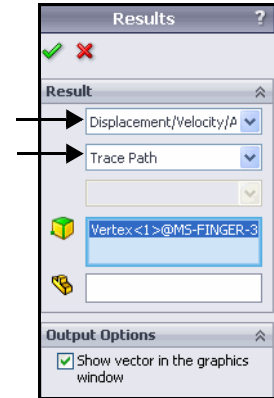 Results ?
Result
Displacement/Velocity/A
Trace Path
Vertex<1>@MS-FINGER-3
Output Options
Show vector in the graphics
window